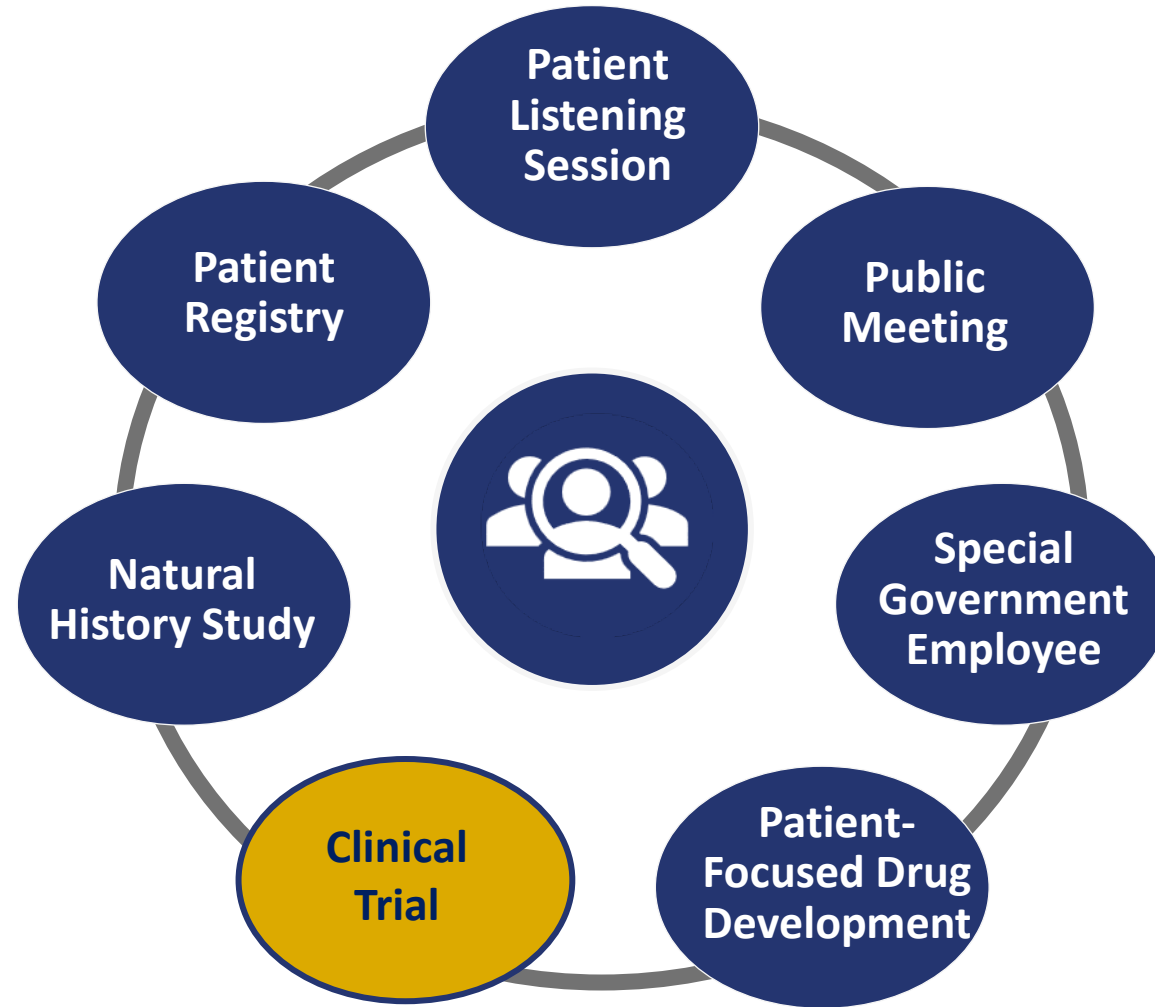 Patient
Listening
Session
Public
Meeting
Special
Government
Employee
Patient-
Focused Drug
Development
Clinical
Trial
Natural
History Study
Patient
Registry